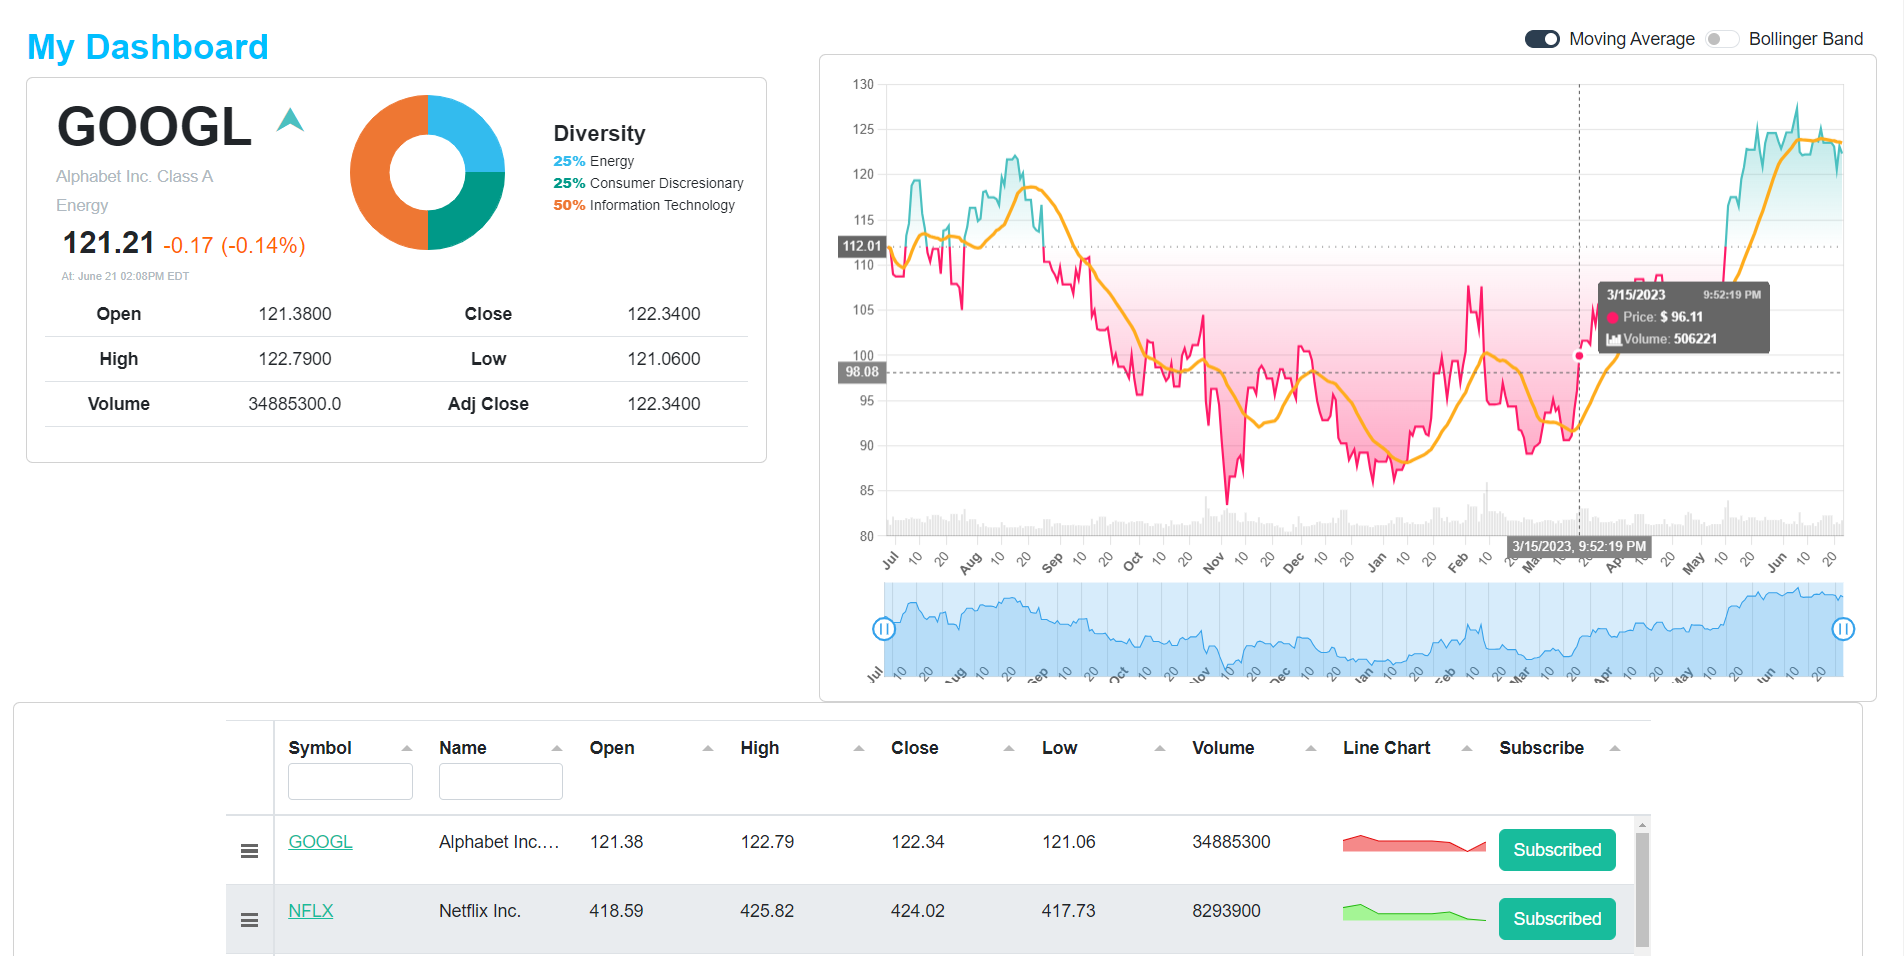 My Dashboard
Moving Average
Bollinger Band
GOOGL
Alphabet Inc. Class A
Energy
121.21 -0.17 (-0.14%)
At: June 21 02:08PM EDT
Diversity
25% Energy
25% Consumer Discresionary
50% Information Technology
Open 121.3800 Close 122.3400
High 122.7900 Low 121.0600
Volume 34885300.0 Adj Close 122.3400
130
125
120
115
112.01
110
105
100
98.08
95
90
85
80
3/15/2023 9:52:19 PM
Price: $ 96.11
Volume: 506221
Jul 10 20 Aug 10 20 Sep 10 20 Oct 10 20 Nov 10 20 Dec 10 20 Jan 10 20 Feb 10 3/15/2023, 9:52:19 PM 20 May 10 20 Jun 10 20
Jul 10 20 Aug 10 20 Sep 10 20 Oct 10 20 Nov 10 20 Dec 10 20 Jan 10 20 Feb 10 20 Mar 10 20 Apr 10 20 May 10 20 Jun 10 20
Symbol Name Open High Close Low Volume Line Chart Subscribe
GOOGL Alphabet Inc.... 121.38 122.79 122.34 121.06 34885300 Subscribed
NFLX Netflix Inc. 418.59 425.82 424.02 417.73 8293900 Subscribed